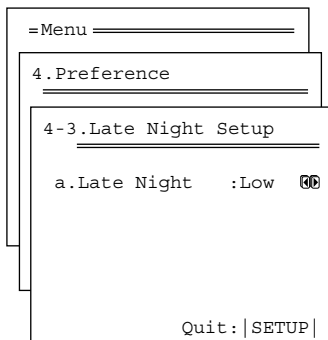 =Menu
4.Preference
4-3.Late Night Setup
a.Late Night :Low
Quit:|SETUP|